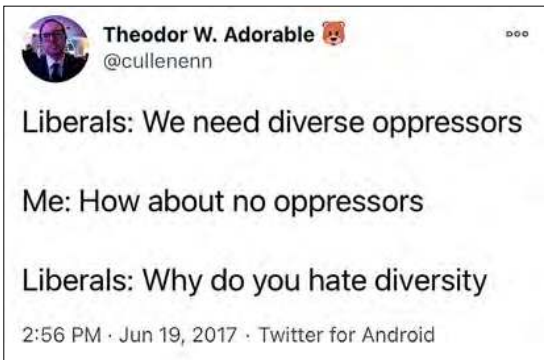 Theodor W. Adorable 🐻
@cullenenn
Liberals: We need diverse oppressors
Me: How about no oppressors
Liberals: Why do you hate diversity
2:56 PM · Jun 19, 2017 · Twitter for Android